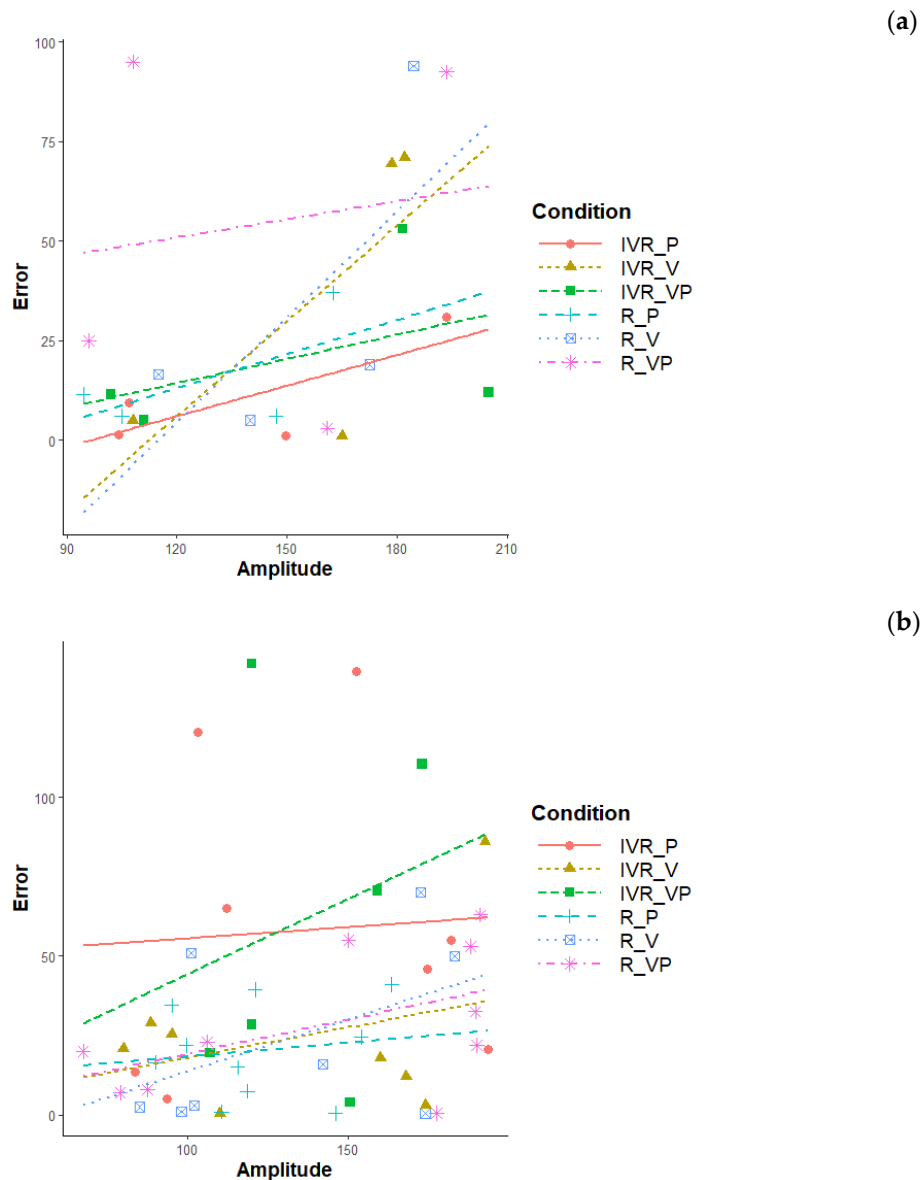 (a)
100
75
50
25
0
Error
90 120 150 180 210
Amplitude
Condition
IVR_P
IVR_V
IVR_VP
R_P
R_V
R_VP
(b)
100
50
0
Error
100 150
Amplitude
Condition
IVR_P
IVR_V
IVR_VP
R_P
R_V
R_VP